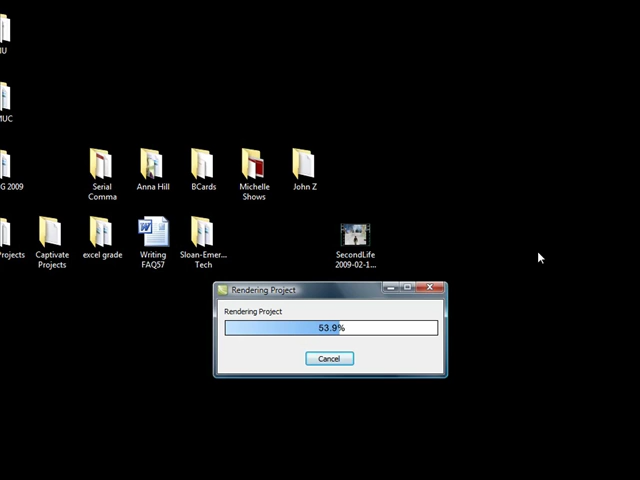 IU
MUC
G 2009
Serial
Comma
Anna Hill
BCards
Michelle
Shows
John Z
Projects
Captivate
Projects
excel grade
Writing
FAQ57
Sloan-Emer...
Tech
SecondLife
2009-02-1...
Rendering Project
Rendering Project
53.9%
Cancel